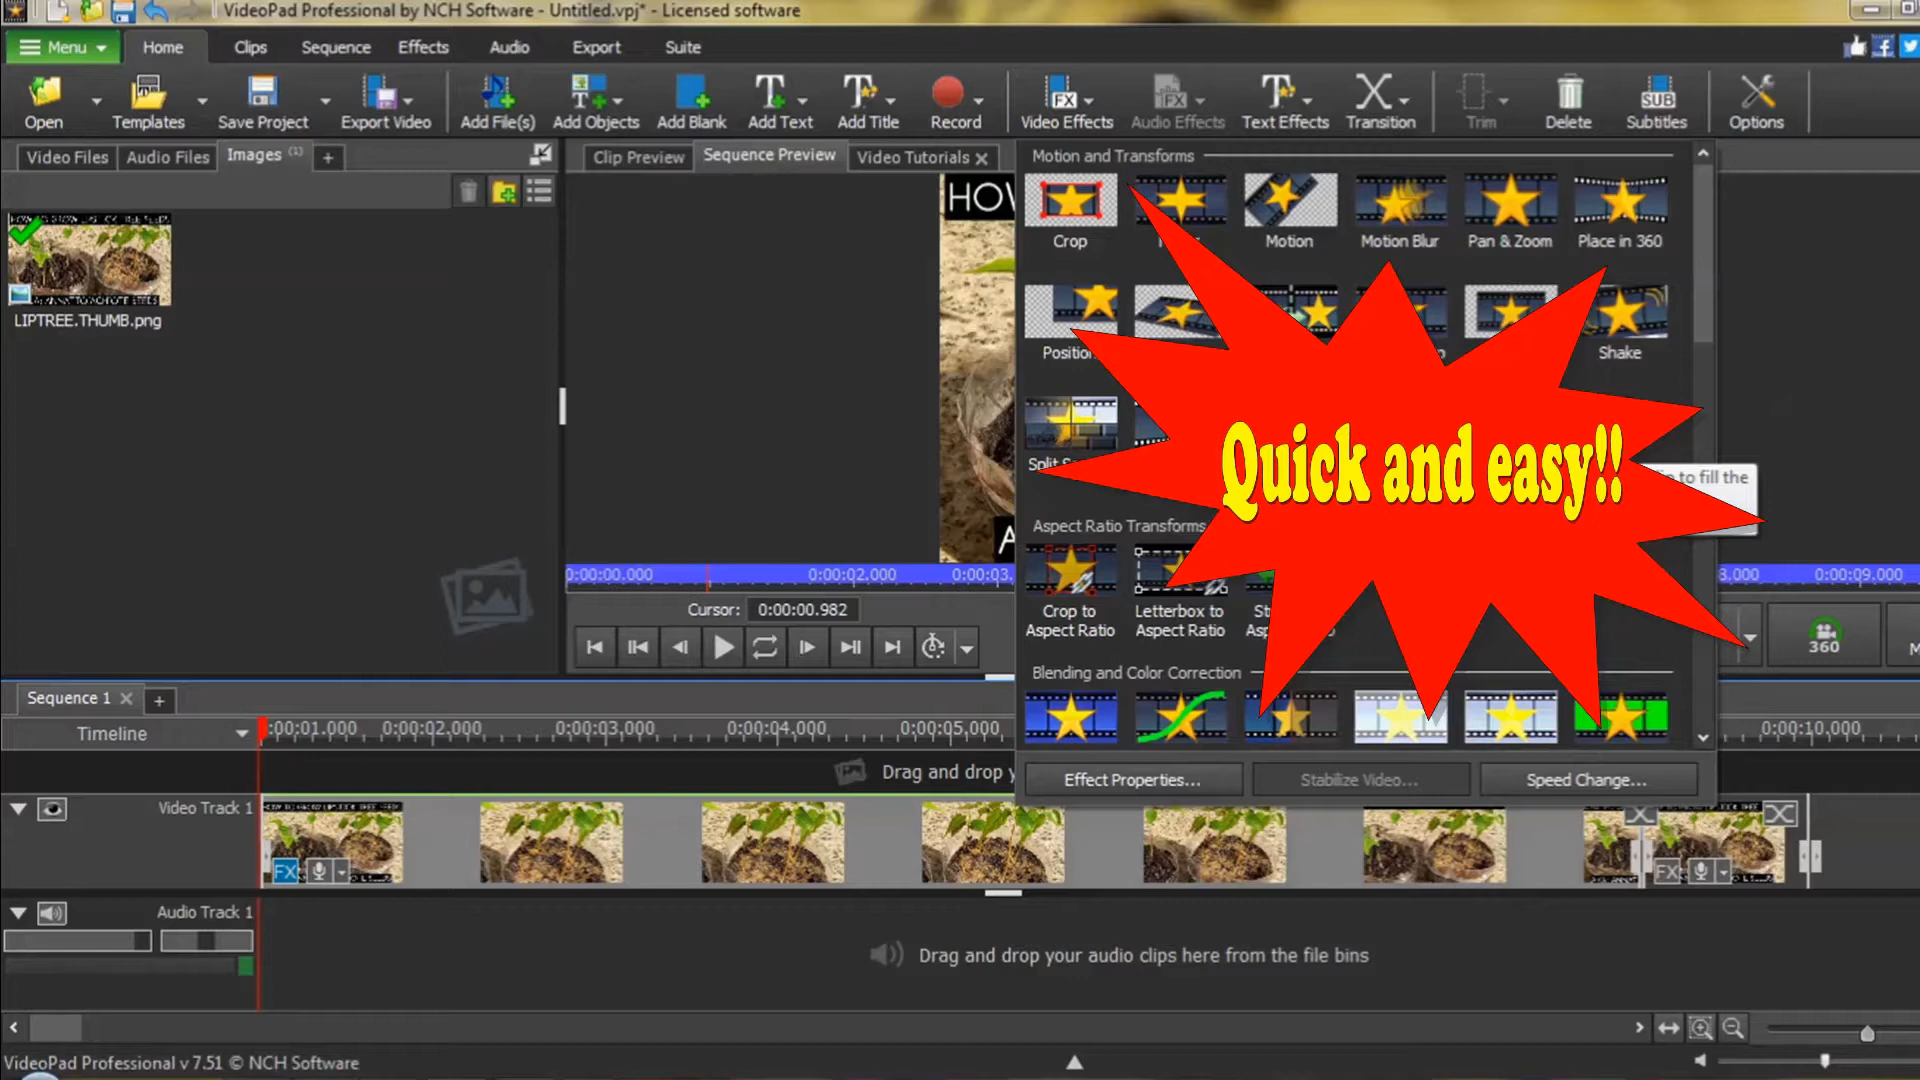 VideoPad Professional by NCH Software - Untitled.vpj* - Licensed software
Menu Home Clips Sequence Effects Audio Export Suite
Open Templates Save Project Export Video Add File(s) Add Objects Add Blank Add Text Add Title Record Video Effects Audio Effects Text Effects Transition Trim Delete Subtitles Options
Video Files Audio Files Images (1) +
Clip Preview Sequence Preview Video Tutorials
Motion and Transforms
Crop Motion Motion Blur Pan & Zoom Place in 360
LIPTREE.THUMB.png
HOW
Shake
Quick and easy!!
to fill the
Aspect Ratio Transforms
0:00:00.000 0:00:02.000 0:00:03. 8.000 0:00:09.000
Cursor: 0:00:00.982
Crop to Aspect Ratio
Letterbox to Aspect Ratio
360
Blending and Color Correction
Sequence 1 +
Timeline
:00:01.000 0:00:02.000 0:00:03.000 0:00:04.000 0:00:05.000 0:00:10.000
Drag and drop y
Effect Properties... Stabilize Video... Speed Change...
Video Track 1
FX FX
Audio Track 1
Drag and drop your audio clips here from the file bins
VideoPad Professional v 7.51 © NCH Software